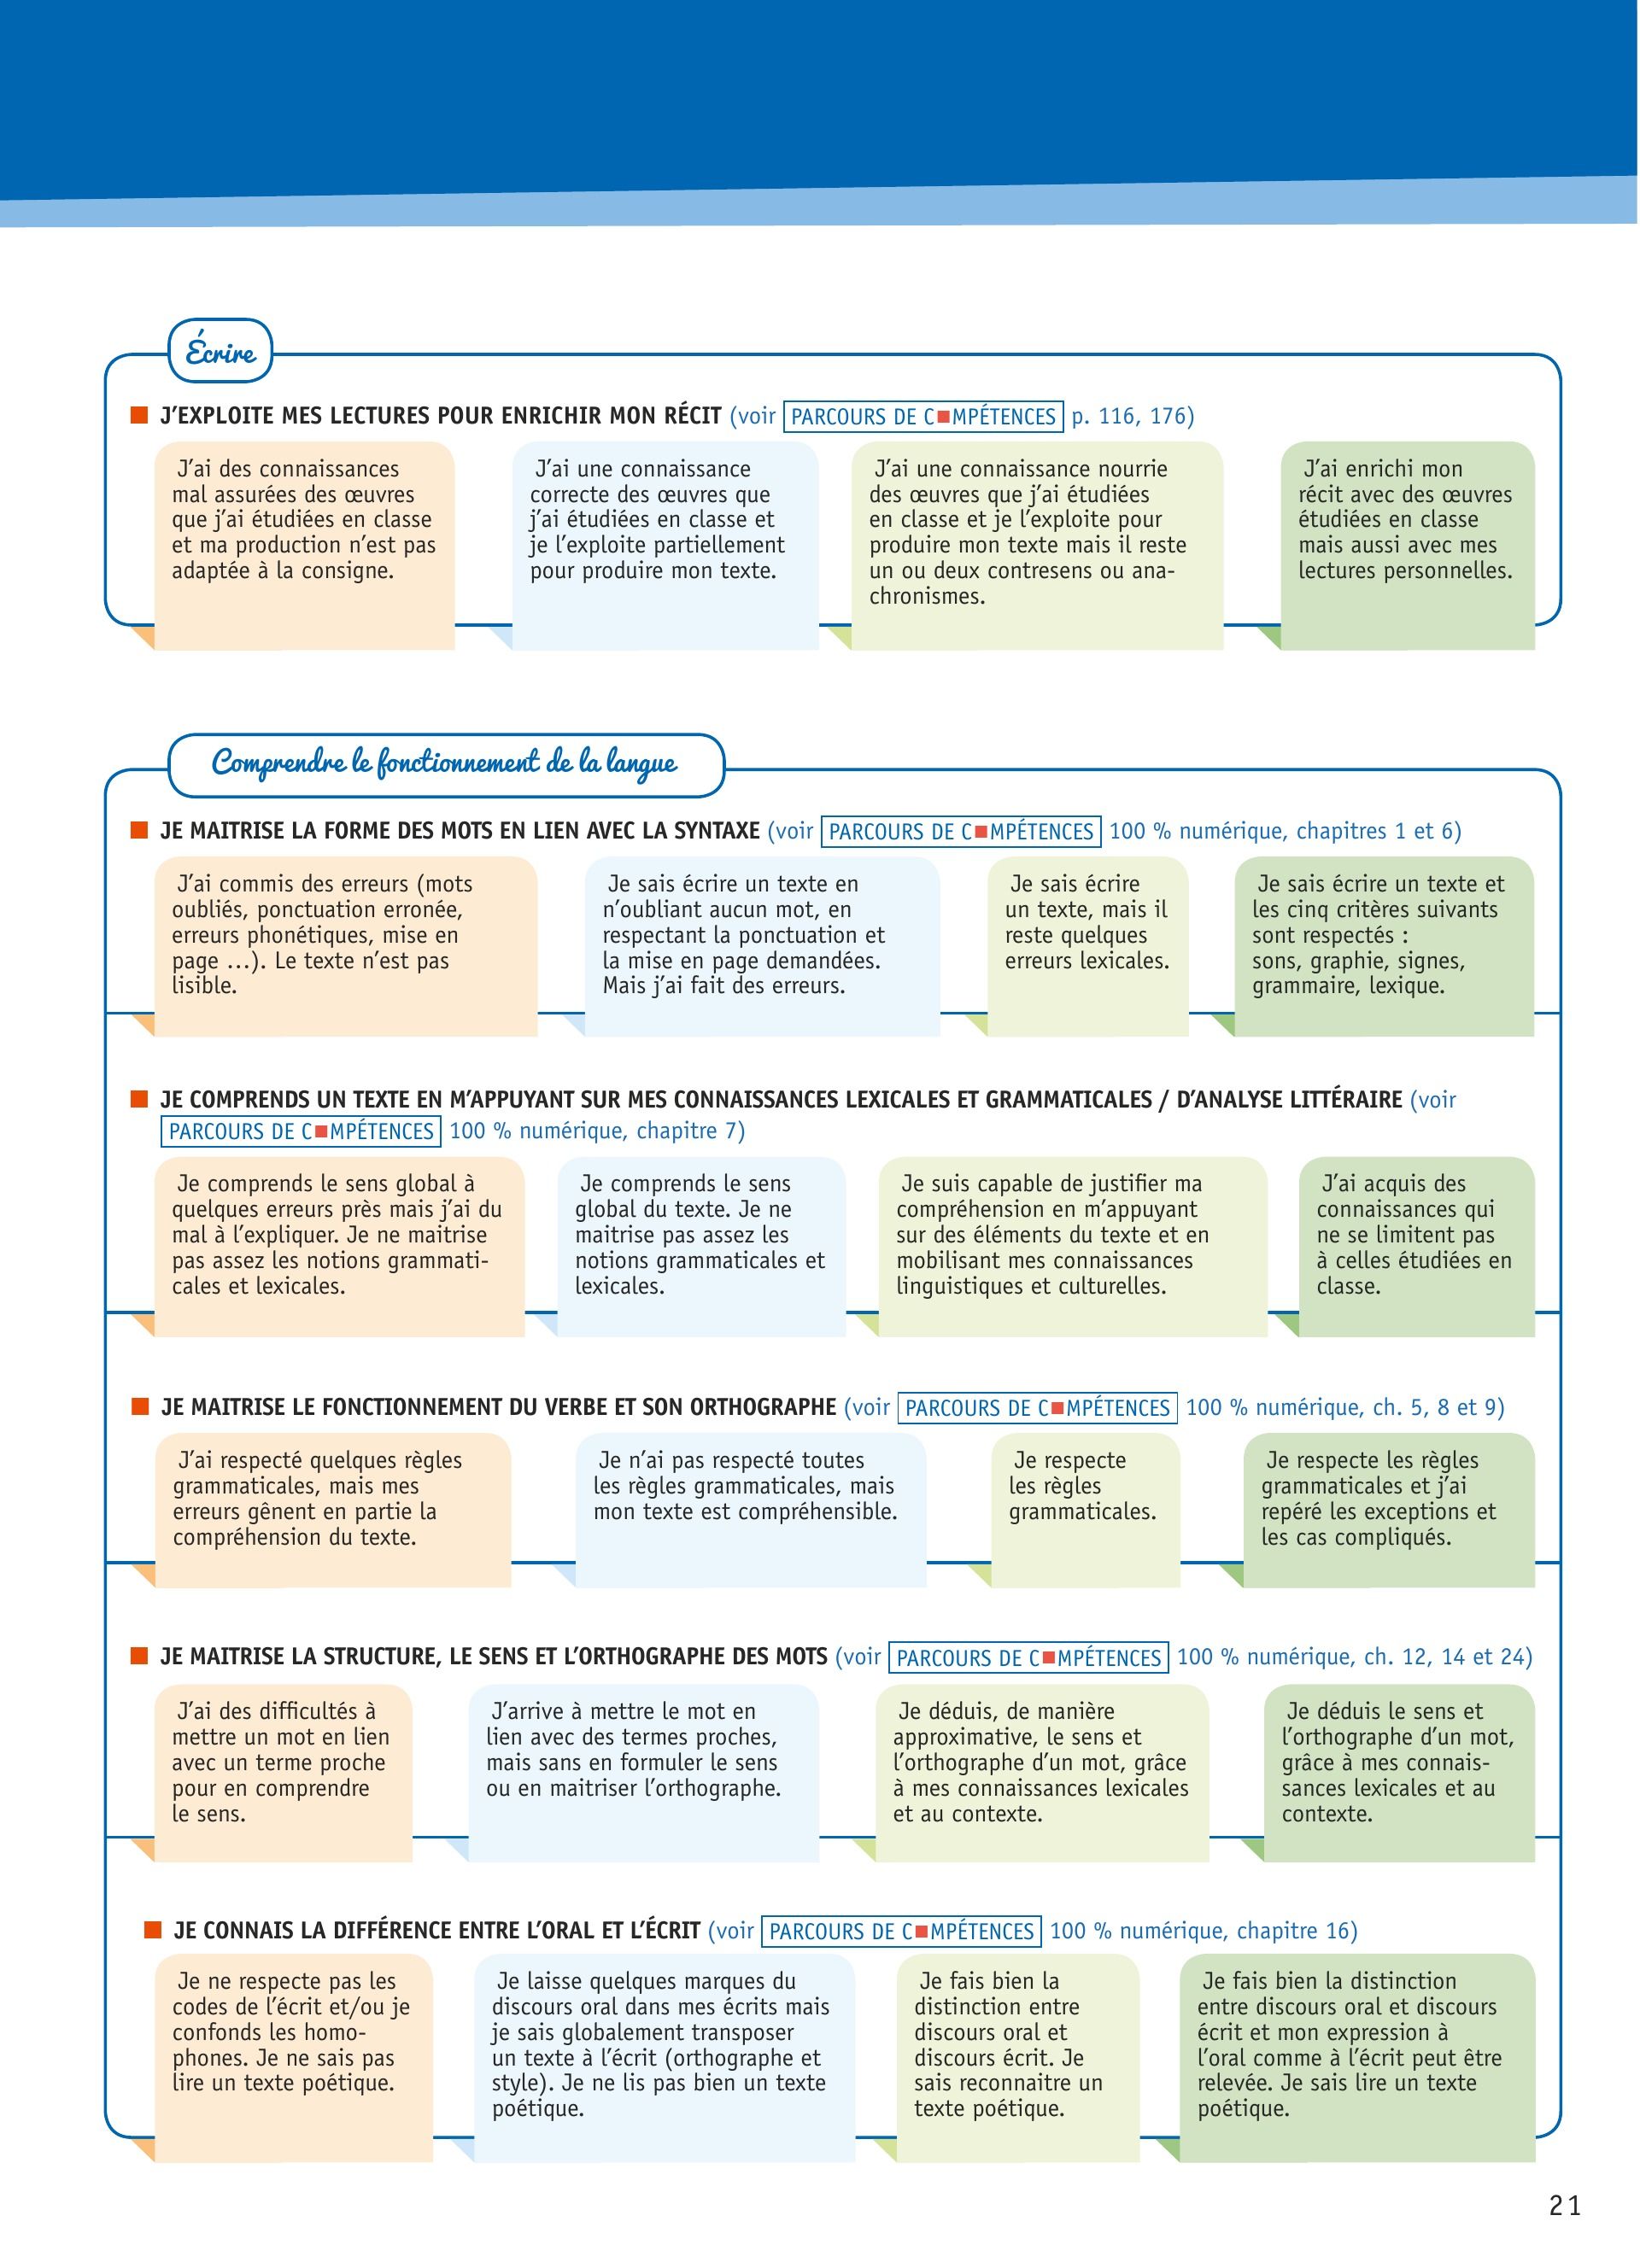 Écrire
■ J’EXPLOITE MES LECTURES POUR ENRICHIR MON RÉCIT (voir PARCOURS DE C■MPÉTENCES p. 116, 176)
J’ai des connaissances
mal assurées des œuvres
que j’ai étudiées en classe
et ma production n’est pas
adaptée à la consigne.
J’ai une connaissance
correcte des œuvres que
j’ai étudiées en classe et
je l’exploite partiellement
pour produire mon texte.
J’ai une connaissance nourrie
des œuvres que j’ai étudiées
en classe et je l’exploite pour
produire mon texte mais il reste
un ou deux contresens ou ana-
chronismes.
J’ai enrichi mon
récit avec des œuvres
étudiées en classe
mais aussi avec mes
lectures personnelles.
Comprendre le fonctionnement de la langue
■ JE MAITRISE LA FORME DES MOTS EN LIEN AVEC LA SYNTAXE (voir PARCOURS DE C■MPÉTENCES 100 % numérique, chapitres 1 et 6)
J’ai commis des erreurs (mots
oubliés, ponctuation erronée,
erreurs phonétiques, mise en
page …). Le texte n’est pas
lisible.
Je sais écrire un texte en
n’oubliant aucun mot, en
respectant la ponctuation et
la mise en page demandées.
Mais j’ai fait des erreurs.
Je sais écrire
un texte, mais il
reste quelques
erreurs lexicales.
Je sais écrire un texte et
les cinq critères suivants
sont respectés :
sons, graphie, signes,
grammaire, lexique.
■ JE COMPRENDS UN TEXTE EN M’APPUYANT SUR MES CONNAISSANCES LEXICALES ET GRAMMATICALES / D’ANALYSE LITTÉRAIRE (voir
PARCOURS DE C■MPÉTENCES 100 % numérique, chapitre 7)
Je comprends le sens global à
quelques erreurs près mais j’ai du
mal à l’expliquer. Je ne maitrise
pas assez les notions grammati-
cales et lexicales.
Je comprends le sens
global du texte. Je ne
maitrise pas assez les
notions grammaticales et
lexicales.
Je suis capable de justifier ma
compréhension en m’appuyant
sur des éléments du texte et en
mobilisant mes connaissances
linguistiques et culturelles.
J’ai acquis des
connaissances qui
ne se limitent pas
à celles étudiées en
classe.
■ JE MAITRISE LE FONCTIONNEMENT DU VERBE ET SON ORTHOGRAPHE (voir PARCOURS DE C■MPÉTENCES 100 % numérique, ch. 5, 8 et 9)
J’ai respecté quelques règles
grammaticales, mais mes
erreurs gênent en partie la
compréhension du texte.
Je n’ai pas respecté toutes
les règles grammaticales, mais
mon texte est compréhensible.
Je respecte
les règles
grammaticales.
Je respecte les règles
grammaticales et j’ai
repéré les exceptions et
les cas compliqués.
■ JE MAITRISE LA STRUCTURE, LE SENS ET L’ORTHOGRAPHE DES MOTS (voir PARCOURS DE C■MPÉTENCES 100 % numérique, ch. 12, 14 et 24)
J’ai des difficultés à
mettre un mot en lien
avec un terme proche
pour en comprendre
le sens.
J’arrive à mettre le mot en
lien avec des termes proches,
mais sans en formuler le sens
ou en maitriser l’orthographe.
Je déduis, de manière
approximative, le sens et
l’orthographe d’un mot, grâce
à mes connaissances lexicales
et au contexte.
Je déduis le sens et
l’orthographe d’un mot,
grâce à mes connais-
sances lexicales et au
contexte.
■ JE CONNAIS LA DIFFÉRENCE ENTRE L’ORAL ET L’ÉCRIT (voir PARCOURS DE C■MPÉTENCES 100 % numérique, chapitre 16)
Je ne respecte pas les
codes de l’écrit et/ou je
confonds les homo-
phones. Je ne sais pas
lire un texte poétique.
Je laisse quelques marques du
discours oral dans mes écrits mais
je sais globalement transposer
un texte à l’écrit (orthographe et
style). Je ne lis pas bien un texte
poétique.
Je fais bien la
distinction entre
discours oral et
discours écrit. Je
sais reconnaitre un
texte poétique.
Je fais bien la distinction
entre discours oral et discours
écrit et mon expression à
l’oral comme à l’écrit peut être
relevée. Je sais lire un texte
poétique.
21